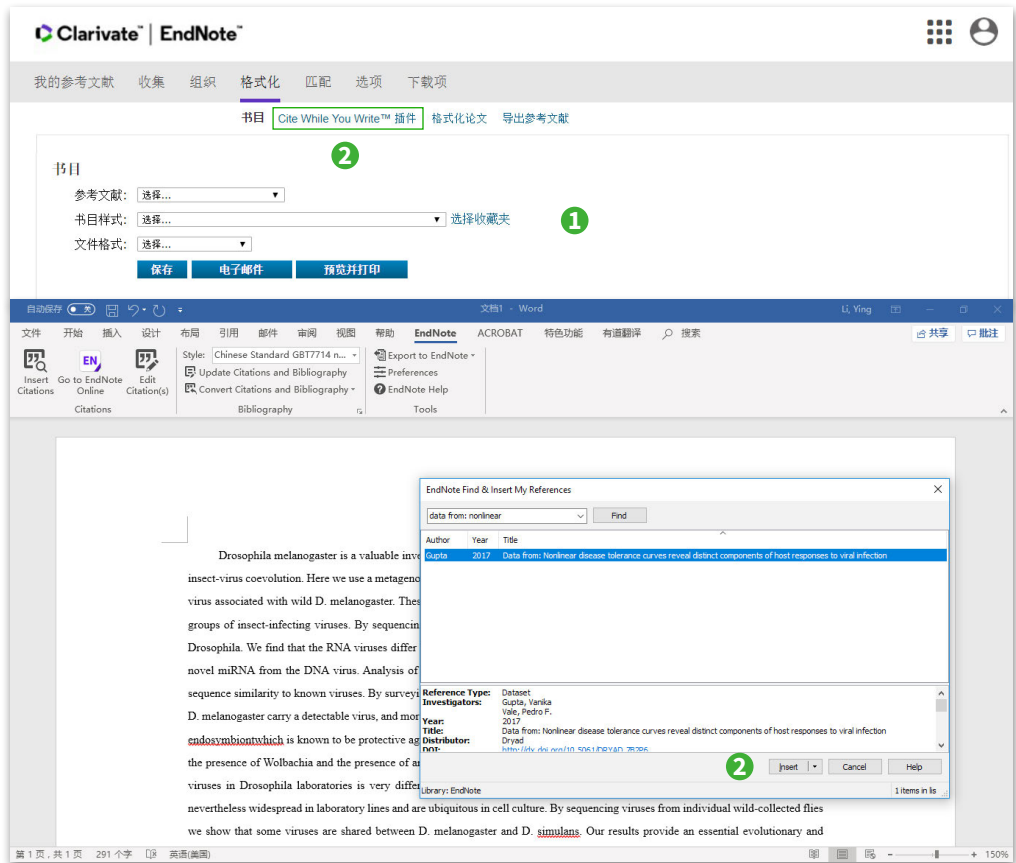 Clarivate™ | EndNote™
我的参考文献 收集 组织 格式化 匹配 选项 下载项
书目 Cite While You Write™ 插件 格式化论文 导出参考文献
2
书目
参考文献: 选择...
书目样式: 选择... 选择收藏夹
1
文件格式: 选择...
保存 电子邮件 预览并打印
自动保存 关 文档1 - Word Li, Ying
文件 开始 插入 设计 布局 引用 邮件 审阅 视图 帮助 EndNote ACROBAT 特色功能 有道翻译 搜索 共享 批注
Insert Citations
Go to EndNote Online
Edit Citation(s)
Citations
Style: Chinese Standard GBT7714 n...
Update Citations and Bibliography
Convert Citations and Bibliography
Bibliography
Export to EndNote
Preferences
EndNote Help
Tools
Drosophila melanogaster is a valuable inve
insect-virus coevolution. Here we use a metageno
virus associated with wild D. melanogaster. Thes
groups of insect-infecting viruses. By sequencin
Drosophila. We find that the RNA viruses differ
novel miRNA from the DNA virus. Analysis of
sequence similarity to known viruses. By surveyi
D. melanogaster carry a detectable virus, and mor
endosymbiontwhich is known to be protective ag
the presence of Wolbachia and the presence of a
viruses in Drosophila laboratories is very differ
nevertheless widespread in laboratory lines and are ubiquitous in cell culture. By sequencing viruses from individual wild-collected flies
we show that some viruses are shared between D. melanogaster and D. simulans. Our results provide an essential evolutionary and
EndNote Find & Insert My References
data from: nonlinear Find
Author Year Title
Gupta 2017 Data from: Nonlinear disease tolerance curves reveal distinct components of host responses to viral infection
Reference Type: Dataset
Investigators: Gupta, Vanika
Vale, Pedro F.
Year: 2017
Title: Data from: Nonlinear disease tolerance curves reveal distinct components of host responses to viral infection
Distributor: Dryad
DOI:
2
Insert Cancel Help
Library: EndNote 1 items in lis
第 1 页，共 1 页 291 个字 英语(美国) 150%